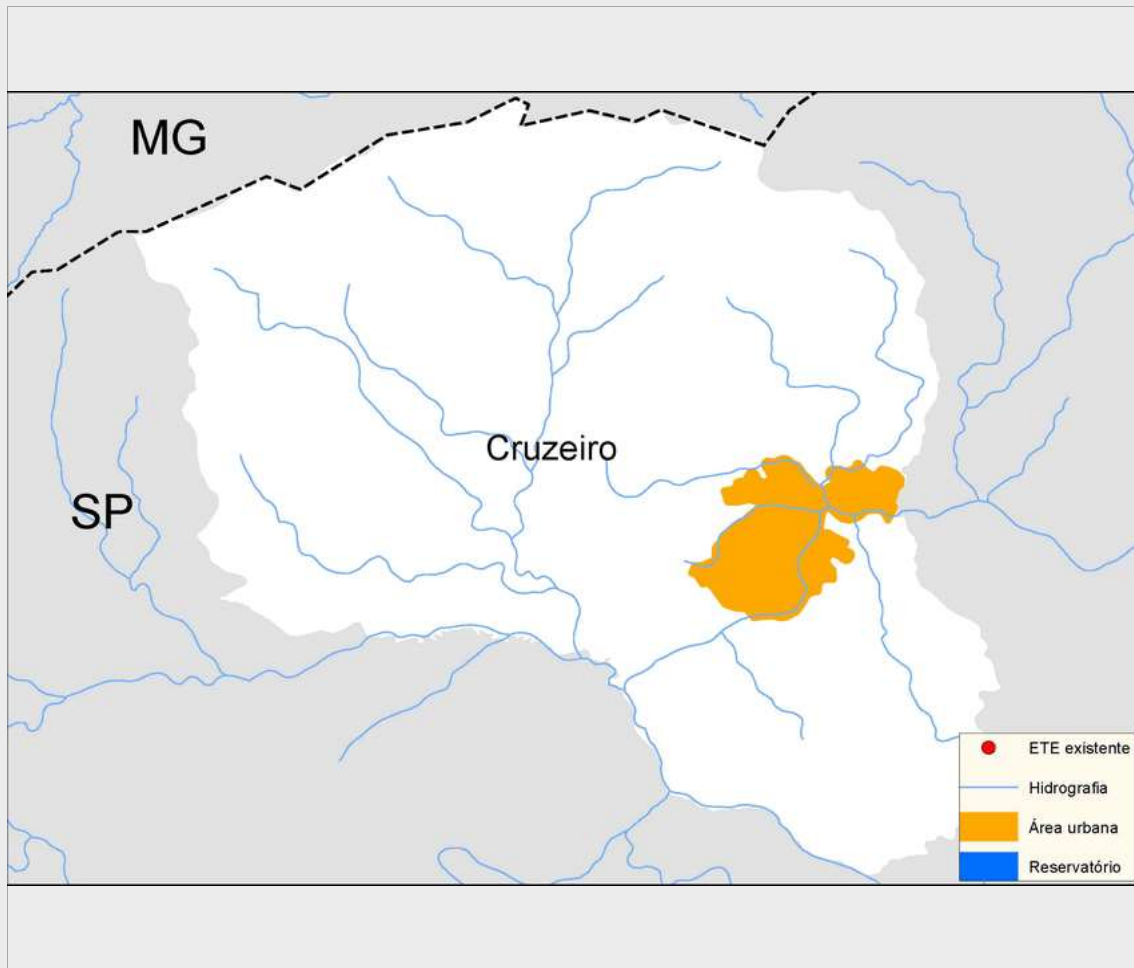 MG
Cruzeiro
SP
ETE existente
Hidrografia
Área urbana
Reservatório